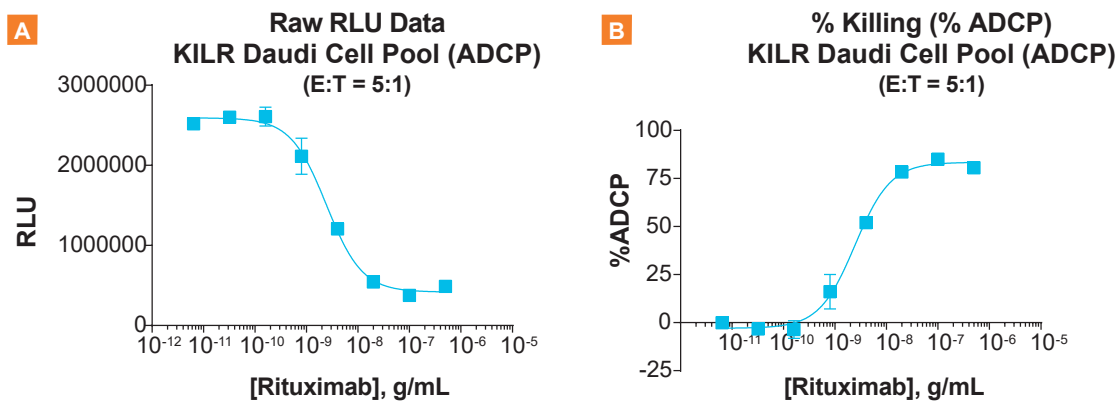 A
Raw RLU Data
KILR Daudi Cell Pool (ADCP)
(E:T = 5:1)
3000000
2000000
1000000
0
RLU
10-12 10-11 10-10 10-9 10-8 10-7 10-6 10-5
[Rituximab], g/mL
B
% Killing (% ADCP)
KILR Daudi Cell Pool (ADCP)
(E:T = 5:1)
100
75
50
25
0
-25
%ADCP
10-11 10-10 10-9 10-8 10-7 10-6 10-5
[Rituximab], g/mL